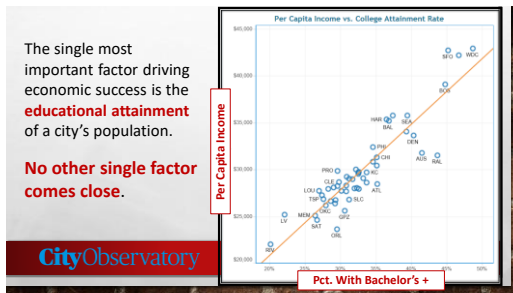 The single most
important factor driving
economic success is the
educational attainment
of a city's population.
No other single factor
comes close.
CityObservatory
Per Capita Income vs. College Attainment Rate
Per Capita Income
$45,000
$40,000
$35,000
$30,000
$25,000
$20,000
SFO
WDC
BOS
HAR
BAL
SEA
DEN
PHI
CHI
AUS
RAL
PRO
KC
CLE
ATL
LOU
TSP
SLC
OKC
MEM
GPZ
LV
SAT
ORL
RIV
20%
25%
30%
35%
40%
45%
50%
Pct. With Bachelor's +